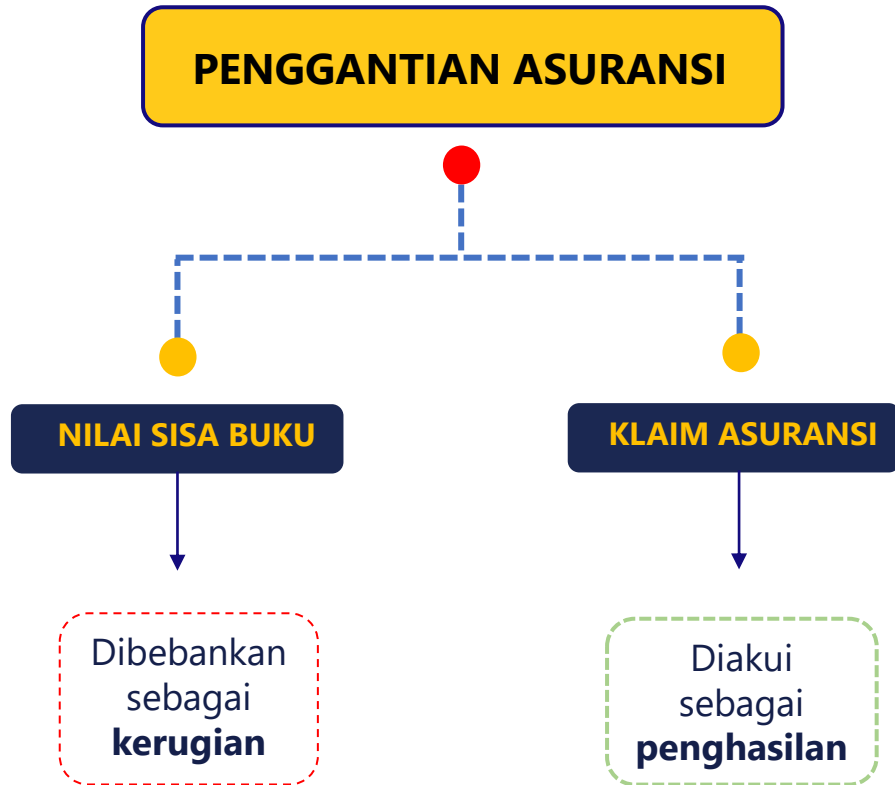 PENGGANTIAN ASURANSI
NILAI SISA BUKU
KLAIM ASURANSI
Dibebankan
sebagai
kerugian
Diakui
sebagai
penghasilan